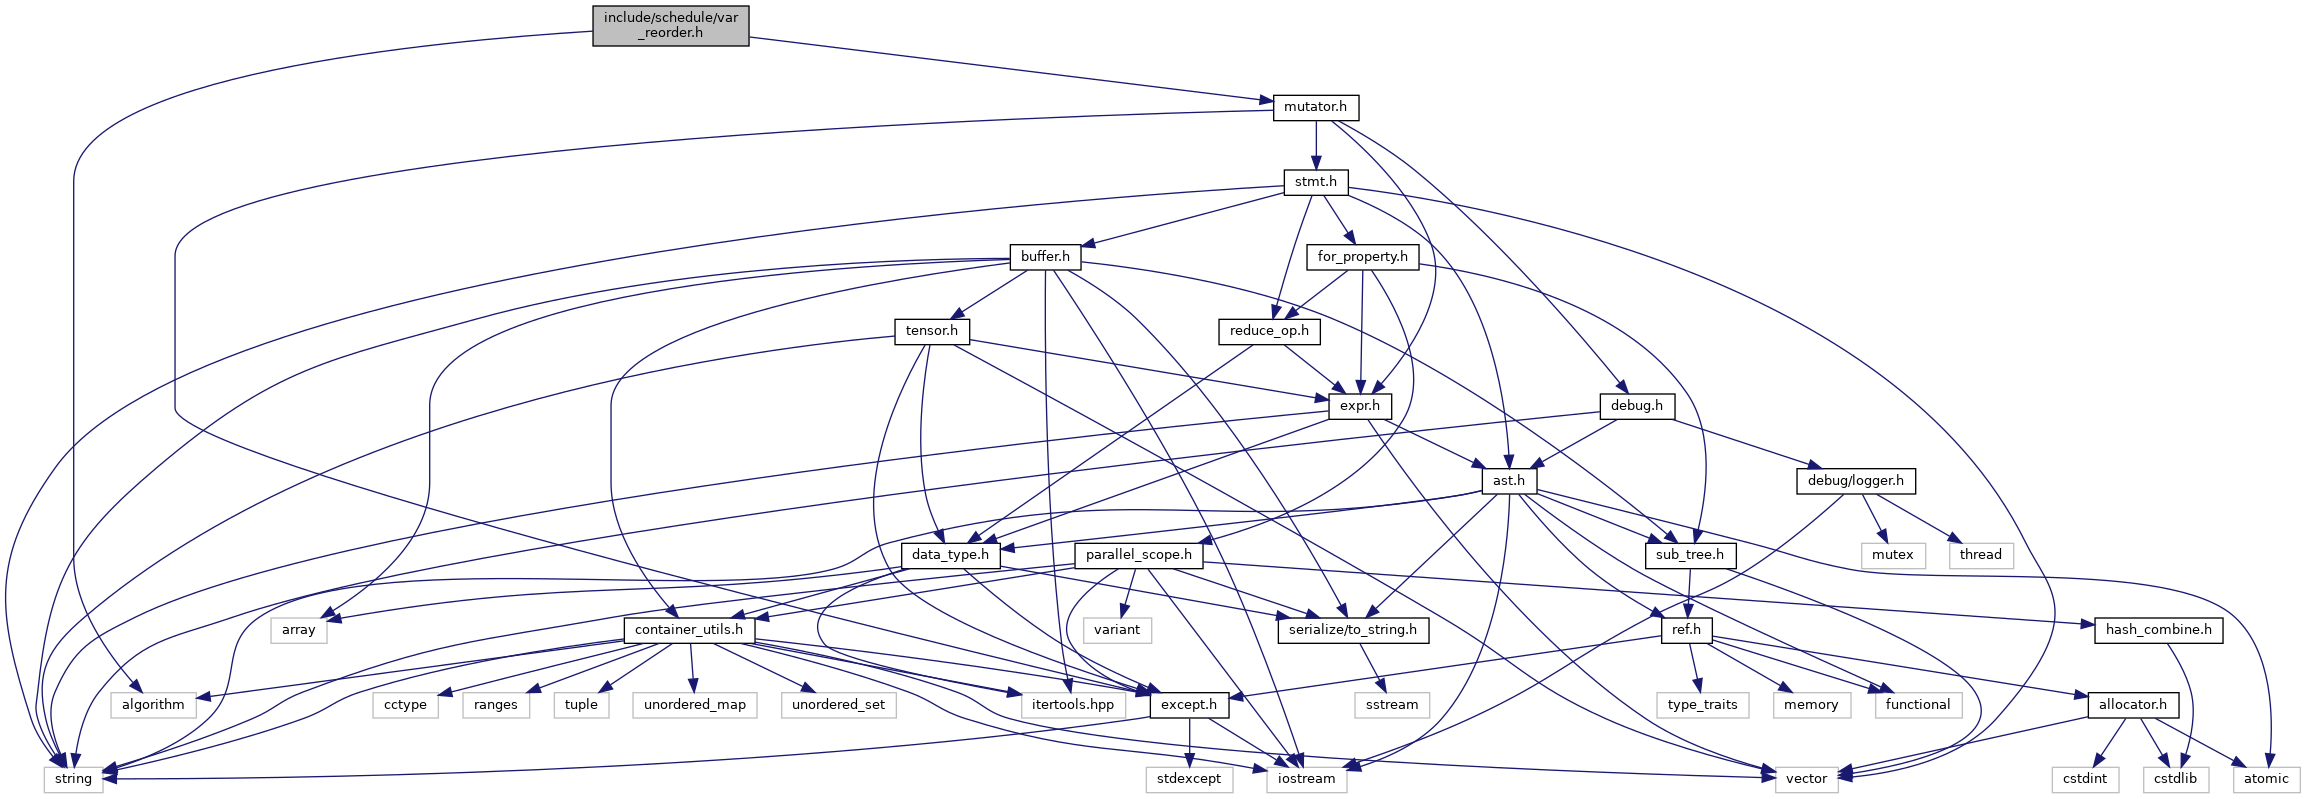 include/schedule/var
_reorder.h
mutator.h
stmt.h
buffer.h
for_property.h
tensor.h
reduce_op.h
expr.h
debug.h
ast.h
debug/logger.h
data_type.h
parallel_scope.h
sub_tree.h
mutex
thread
array
container_utils.h
variant
serialize/to_string.h
ref.h
hash_combine.h
algorithm
cctype
ranges
tuple
unordered_map
unordered_set
itertools.hpp
except.h
sstream
type_traits
memory
functional
allocator.h
string
stdexcept
iostream
vector
cstdint
cstdlib
atomic